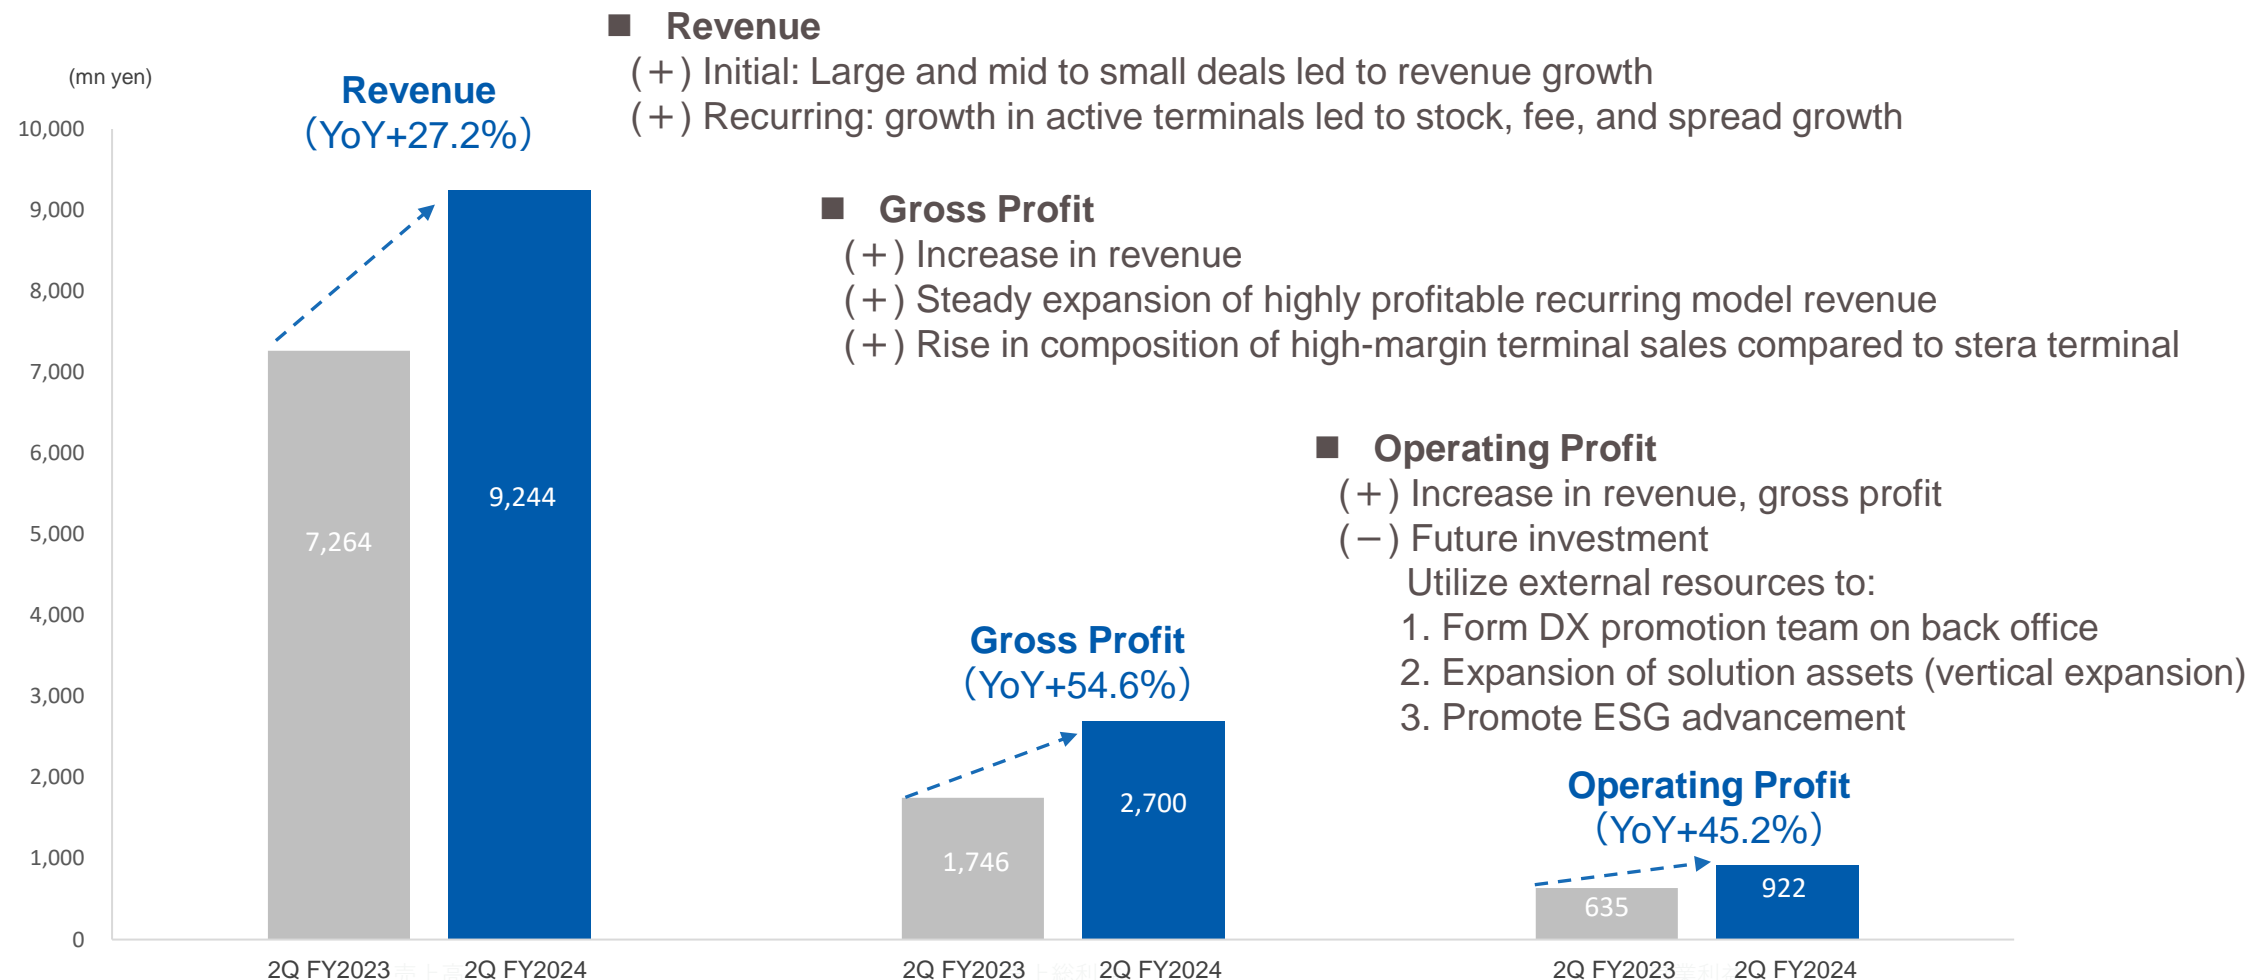 ■ Revenue
(＋) Initial: Large and mid to small deals led to revenue growth
(＋) Recurring: growth in active terminals led to stock, fee, and spread growth
(mn yen)
Revenue
(YoY+27.2%)
■ Gross Profit
(＋) Increase in revenue
(＋) Steady expansion of highly profitable recurring model revenue
(＋) Rise in composition of high-margin terminal sales compared to stera terminal
■ Operating Profit
(＋) Increase in revenue, gross profit
(－) Future investment
Utilize external resources to:
1. Form DX promotion team on back office
2. Expansion of solution assets (vertical expansion)
3. Promote ESG advancement
Gross Profit
(YoY+54.6%)
Operating Profit
(YoY+45.2%)
10,000
9,000
8,000
7,000
6,000
5,000
4,000
3,000
2,000
1,000
0
7,264
9,244
1,746
2,700
635
922
2Q FY2023 2Q FY2024
2Q FY2023 2Q FY2024
2Q FY2023 2Q FY2024